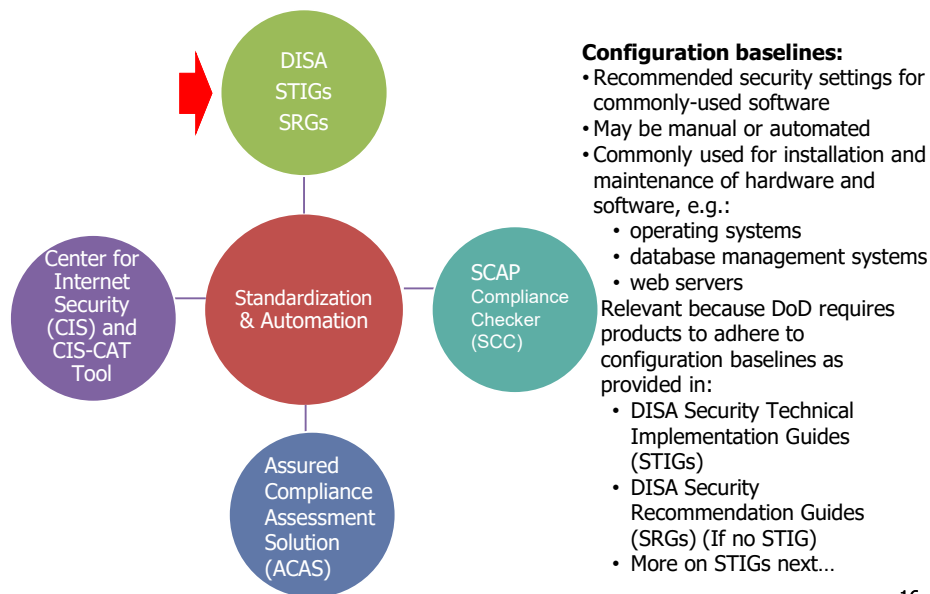 DISA
STIGs
SRGs
Center for
Internet
Security
(CIS) and
CIS-CAT
Tool
Standardization
& Automation
SCAP
Compliance
Checker
(SCC)
Assured
Compliance
Assessment
Solution
(ACAS)
Configuration baselines:
• Recommended security settings for
commonly-used software
• May be manual or automated
• Commonly used for installation and
maintenance of hardware and
software, e.g.:
• operating systems
• database management systems
• web servers
Relevant because DoD requires
products to adhere to
configuration baselines as
provided in:
• DISA Security Technical
Implementation Guides
(STIGs)
• DISA Security
Recommendation Guides
(SRGs) (If no STIG)
• More on STIGs next…